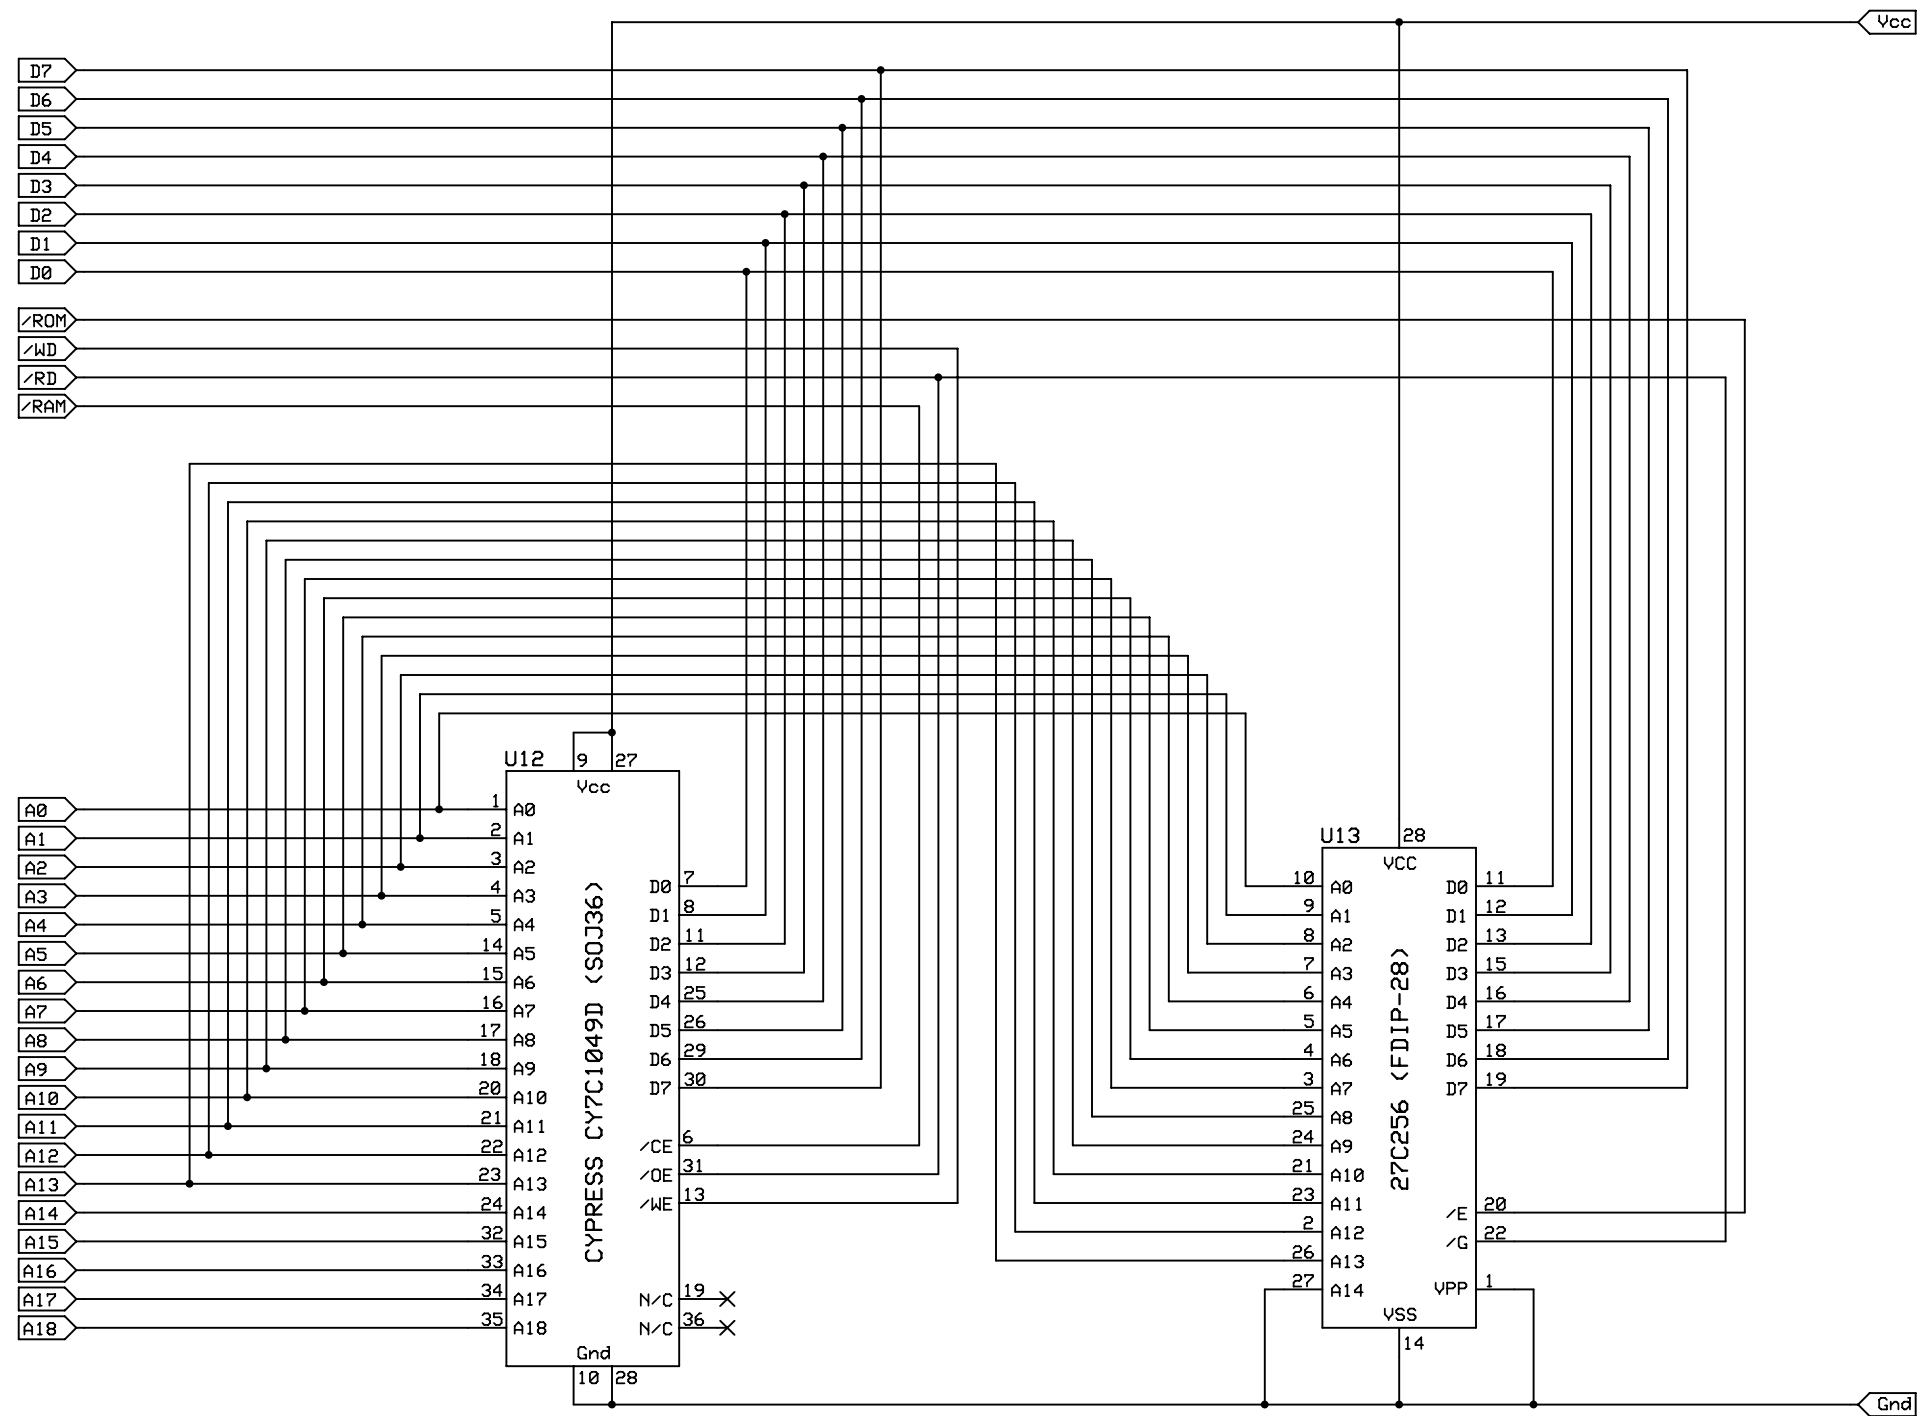 Vcc
D7
D6
D5
D4
D3
D2
D1
D0
/ROM
/WD
/RD
/RAM
A0
A1
A2
A3
A4
A5
A6
A7
A8
A9
A10
A11
A12
A13
A14
A15
A16
A17
A18
U12
9 27
Vcc
1 A0
2 A1
3 A2
4 A3
5 A4
14 A5
15 A6
16 A7
17 A8
18 A9
20 A10
21 A11
22 A12
23 A13
24 A14
32 A15
33 A16
34 A17
35 A18
CYPRESS CY7C1049D (SOJ36)
D0 7
D1 8
D2 11
D3 12
D4 25
D5 26
D6 29
D7 30
/CE 6
/OE 31
/WE 13
N/C 19
N/C 36
Gnd
10 28
U13
28
VCC
10 A0
9 A1
8 A2
7 A3
6 A4
5 A5
4 A6
3 A7
25 A8
24 A9
21 A10
23 A11
2 A12
26 A13
27 A14
27C256 (FDIP-28)
D0 11
D1 12
D2 13
D3 15
D4 16
D5 17
D6 18
D7 19
/E 20
/G 22
VPP 1
VSS
14
Gnd